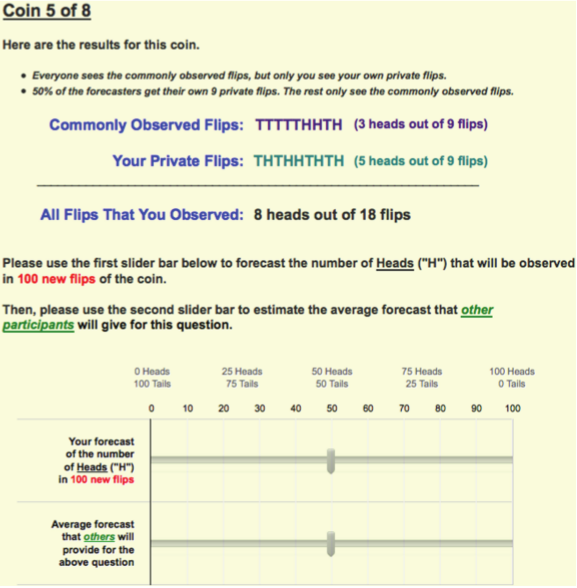 Coin 5 of 8
Here are the results for this coin.
• Everyone sees the commonly observed flips, but only you see your own private flips.
• 50% of the forecasters get their own 9 private flips. The rest only see the commonly observed flips.
Commonly Observed Flips: TTTTTHHTH (3 heads out of 9 flips)
Your Private Flips: THTHHTHTH (5 heads out of 9 flips)
All Flips That You Observed: 8 heads out of 18 flips
Please use the first slider bar below to forecast the number of Heads ("H") that will be observed
in 100 new flips of the coin.
Then, please use the second slider bar to estimate the average forecast that other
participants will give for this question.
0 Heads 25 Heads 50 Heads 75 Heads 100 Heads
100 Tails 75 Tails 50 Tails 25 Tails 0 Tails
0 10 20 30 40 50 60 70 80 90 100
Your forecast
of the number
of Heads ("H")
in 100 new flips
Average forecast
that others will
provide for the
above question